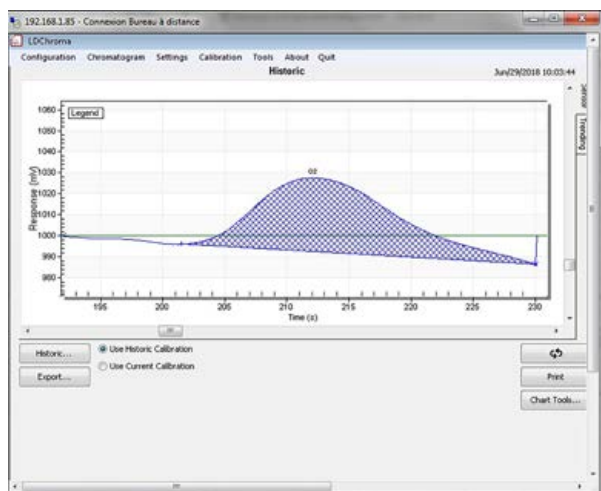 192.168.1.85 - Connexion Bureau à distance
LDChroma
Configuration Chromatogram Settings Calibration Tools About Quit
Historic Jun/29/2018 10:03:44
Sensor
Trending
Legend
Response (mV)
1060
1050
1040
1030
1020
1010
1000
990
980
O2
195 200 205 210 215 220 225 230
Time (s)
Historic...
Use Historic Calibration
Export...
Use Current Calibration
Print
Chart Tools...